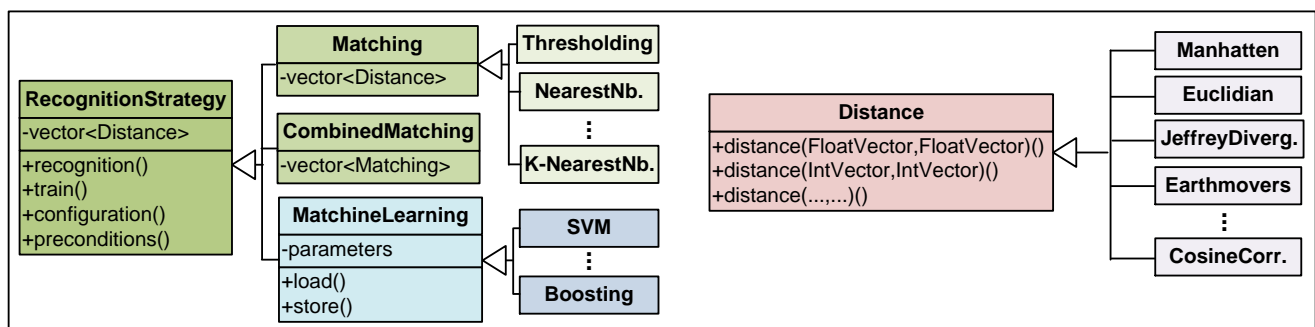 RecognitionStrategy
-vector<Distance>
+recognition()
+train()
+configuration()
+preconditions()
Matching
-vector<Distance>
CombinedMatching
-vector<Matching>
MatchineLearning
-parameters
+load()
+store()
Thresholding
NearestNb.
...
K-NearestNb.
SVM
...
Boosting
Distance
+distance(FloatVector,FloatVector)()
+distance(IntVector,IntVector)()
+distance(...,...)()
Manhatten
Euclidian
JeffreyDiverg.
Earthmovers
...
CosineCorr.